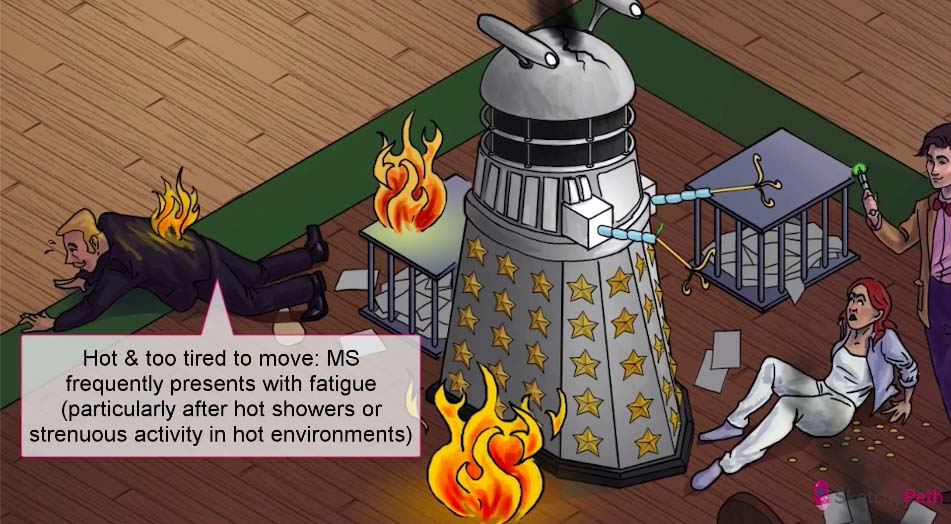 Hot & too tired to move: MS
frequently presents with fatigue
(particularly after hot showers or
strenuous activity in hot environments)
SketchyPath